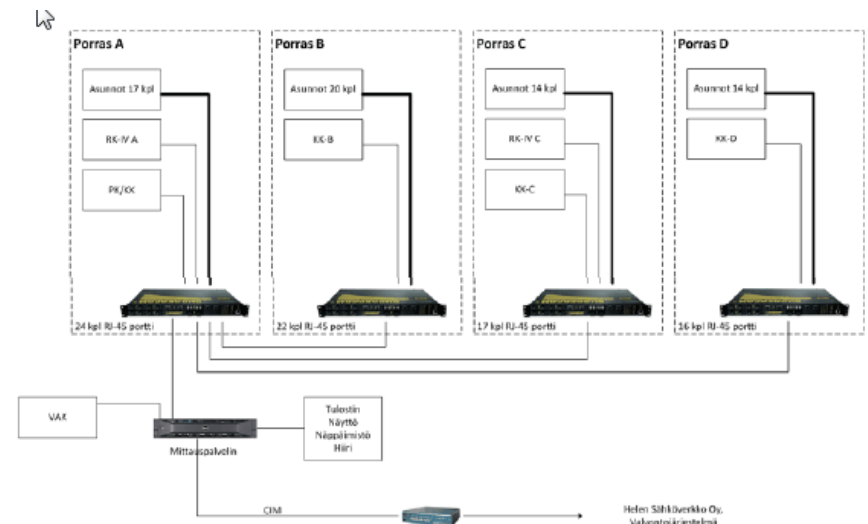 Porras A
Porras B
Porras C
Porras D
Asunnot 17 kpl
Asunnot 20 kpl
Asunnot 14 kpl
Asunnot 14 kpl
RK-IV A
KK-B
RK-IV C
KK-D
PK/KK
KK-C
24 kpl RJ-45 portti
22 kpl RJ-45 portti
17 kpl RJ-45 portti
16 kpl RJ-45 portti
VAK
Mittauspalvelin
Tulostin
Näyttö
Näppäimistö
Hiiri
CIM
Helen Sähköverkko Oy,
Valvontajärjestelmä